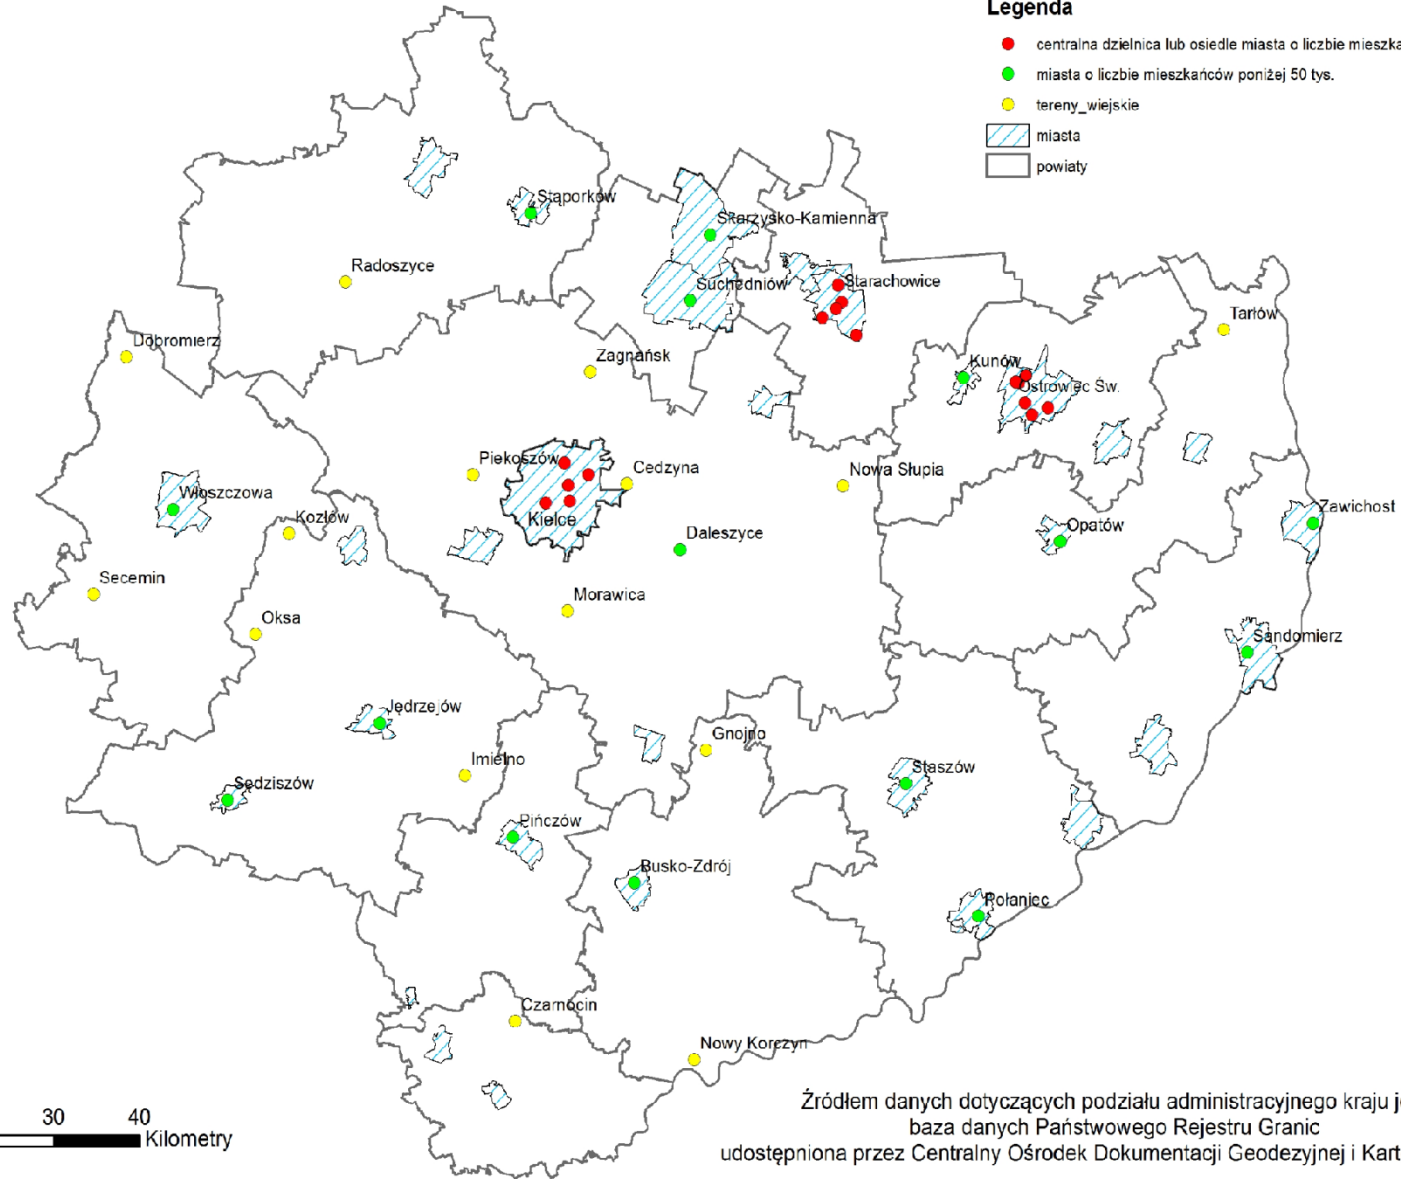 Legenda
centralna dzielnica lub osiedle miasta o liczbie mieszka
miasta o liczbie mieszkańców poniżej 50 tys.
tereny_wiejskie
miasta
powiaty
Stąporków
Skarżysko-Kamienna
Radoszyce
Suchedniów
Starachowice
Tarłów
Dobromierz
Zagnańsk
Kunów
Ostrowiec Św.
Piekoszów
Cedzyna
Nowa Słupia
Włoszczowa
Kozłów
Kielce
Daleszyce
Opatów
Zawichost
Secemin
Morawica
Oksa
Sandomierz
Jędrzejów
Gnojno
Imielno
Staszów
Sędziszów
Pińczów
Busko-Zdrój
Połaniec
Czarnocin
Nowy Korczyn
30 40
Kilometry
Źródłem danych dotyczących podziału administracyjnego kraju j
baza danych Państwowego Rejestru Granic
udostępniona przez Centralny Ośrodek Dokumentacji Geodezyjnej i Kart